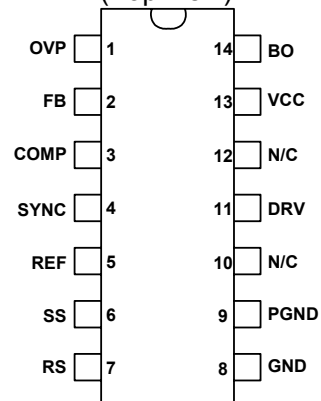 OVP 1 14 BO
FB 2 13 VCC
COMP 3 12 N/C
SYNC 4 11 DRV
REF 5 10 N/C
SS 6 9 PGND
RS 7 8 GND